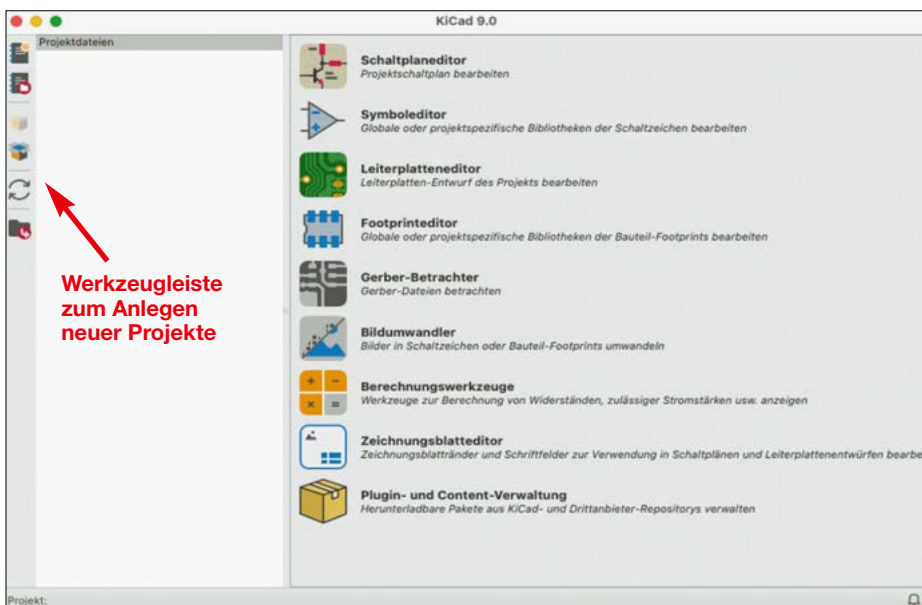 KiCad 9.0
Projektdateien
Schaltplaneditor
Projektschaltplan bearbeiten
Symboleditor
Globale oder projektspezifische Bibliotheken der Schaltzeichen bearbeiten
Leiterplatteneditor
Leiterplatten-Entwurf des Projekts bearbeiten
Footprinteditor
Globale oder projektspezifische Bibliotheken der Bauteil-Footprints bearbeiten
Gerber-Betrachter
Gerber-Dateien betrachten
Bildumwandler
Bilder in Schaltzeichen oder Bauteil-Footprints umwandeln
Berechnungswerkzeuge
Werkzeuge zur Berechnung von Widerständen, zulässiger Stromstärken usw. anzeigen
Zeichnungsblatteditor
Zeichnungsblattränder und Schriftfelder zur Verwendung in Schaltplänen und Leiterplattenentwürfen bearbe
Plugin- und Content-Verwaltung
Herunterladbare Pakete aus KiCad- und Drittanbieter-Repositorys verwalten
Werkzeugleiste
zum Anlegen
neuer Projekte
Projekt: